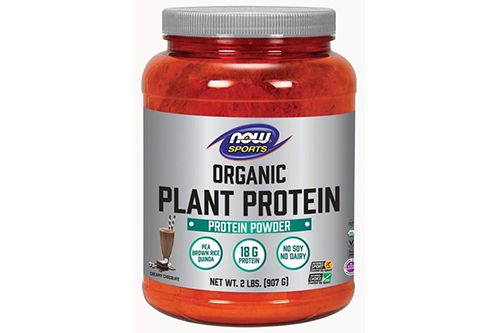 NOW
SPORTS
ORGANIC
PLANT PROTEIN
PROTEIN POWDER
PEA
BROWN RICE
QUINOA
18 G
PROTEIN
NO SOY
NO DAIRY
CREAMY CHOCOLATE
NET WT. 2 LBS. (907 G)